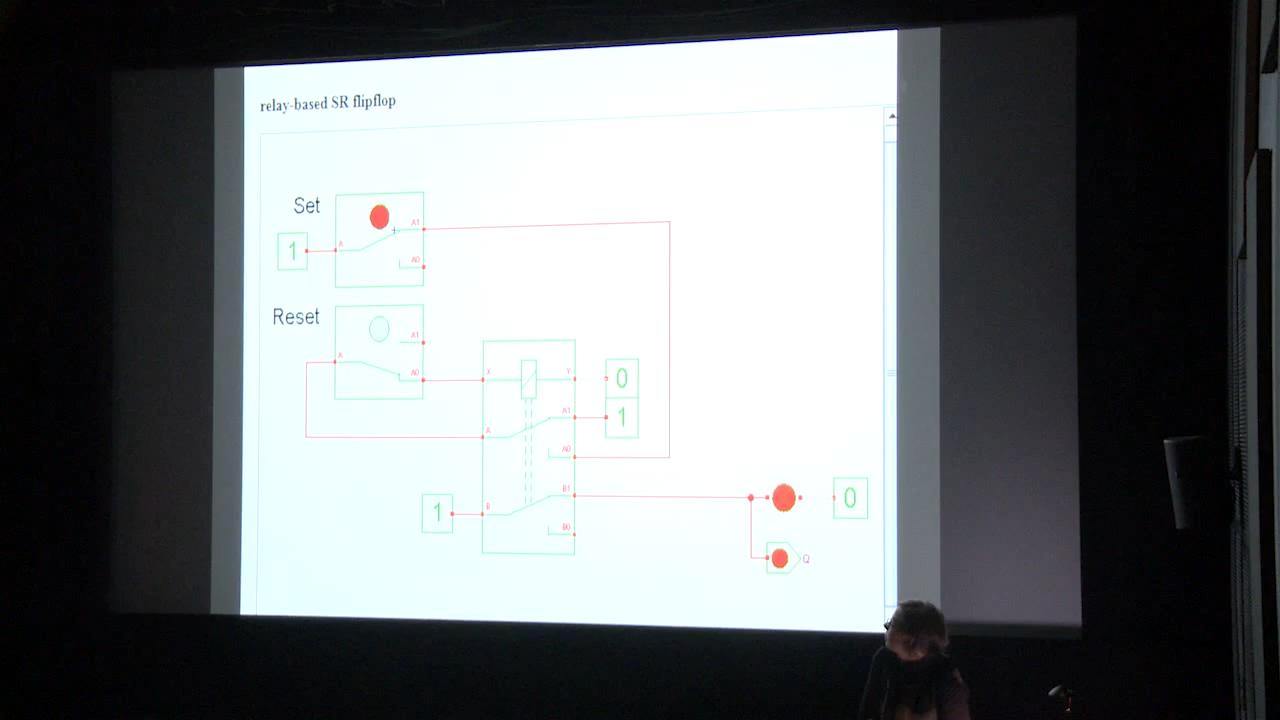 relay-based SR flipflop
Set
A1
1
A
A0
Reset
A1
A
A0
X
Y
0
A1
1
A
A0
B1
0
1
B
B0
Q